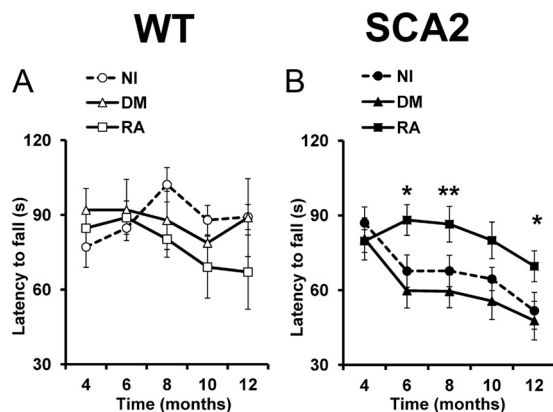 WT
SCA2
A
NI
DM
RA
B
NI
DM
RA
Latency to fall (s)
120
90
60
30
4 6 8 10 12
Time (months)
Latency to fall (s)
120
90
60
30
* ** *
4 6 8 10 12
Time (months)